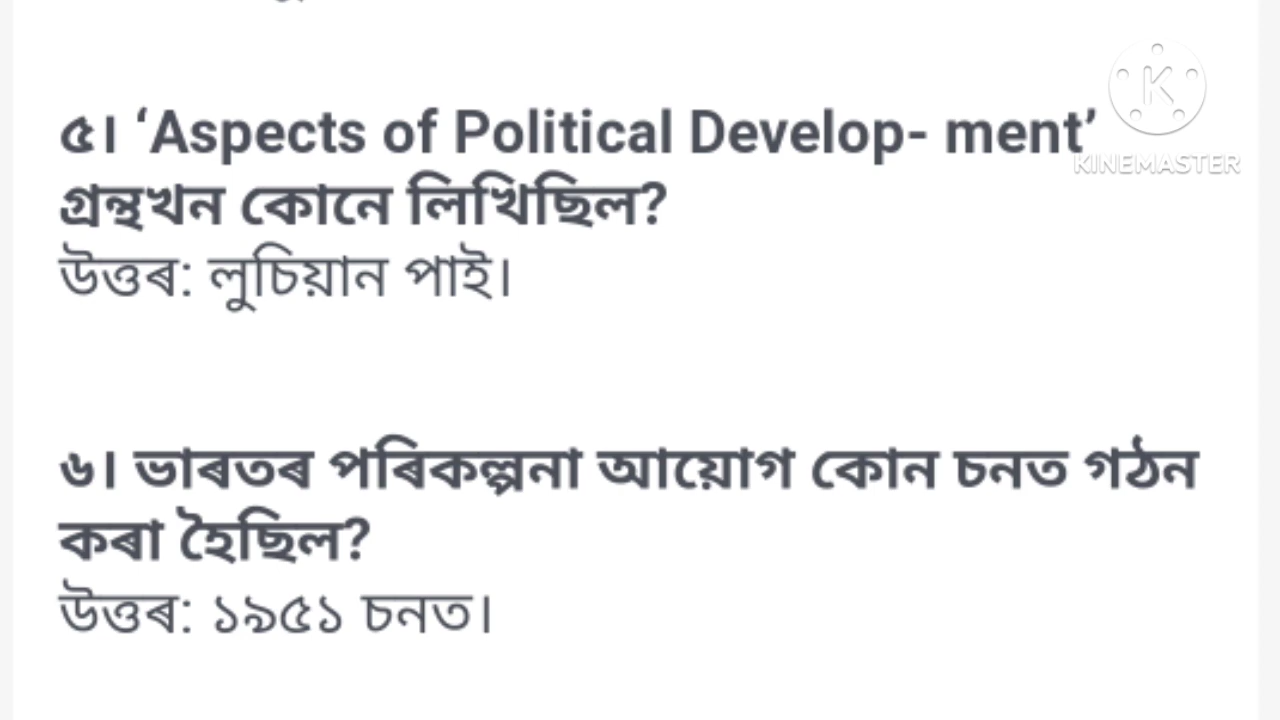 ৫। ‘Aspects of Political Develop- ment’
KINEMASTER
গ্ৰন্থখন কোনে লিখিছিল?
উত্তৰ: লুচিয়ান পাই।
৬। ভাৰতৰ পৰিকল্পনা আয়োগ কোন চনত গঠন
কৰা হৈছিল?
উত্তৰ: ১৯৫১ চনত।